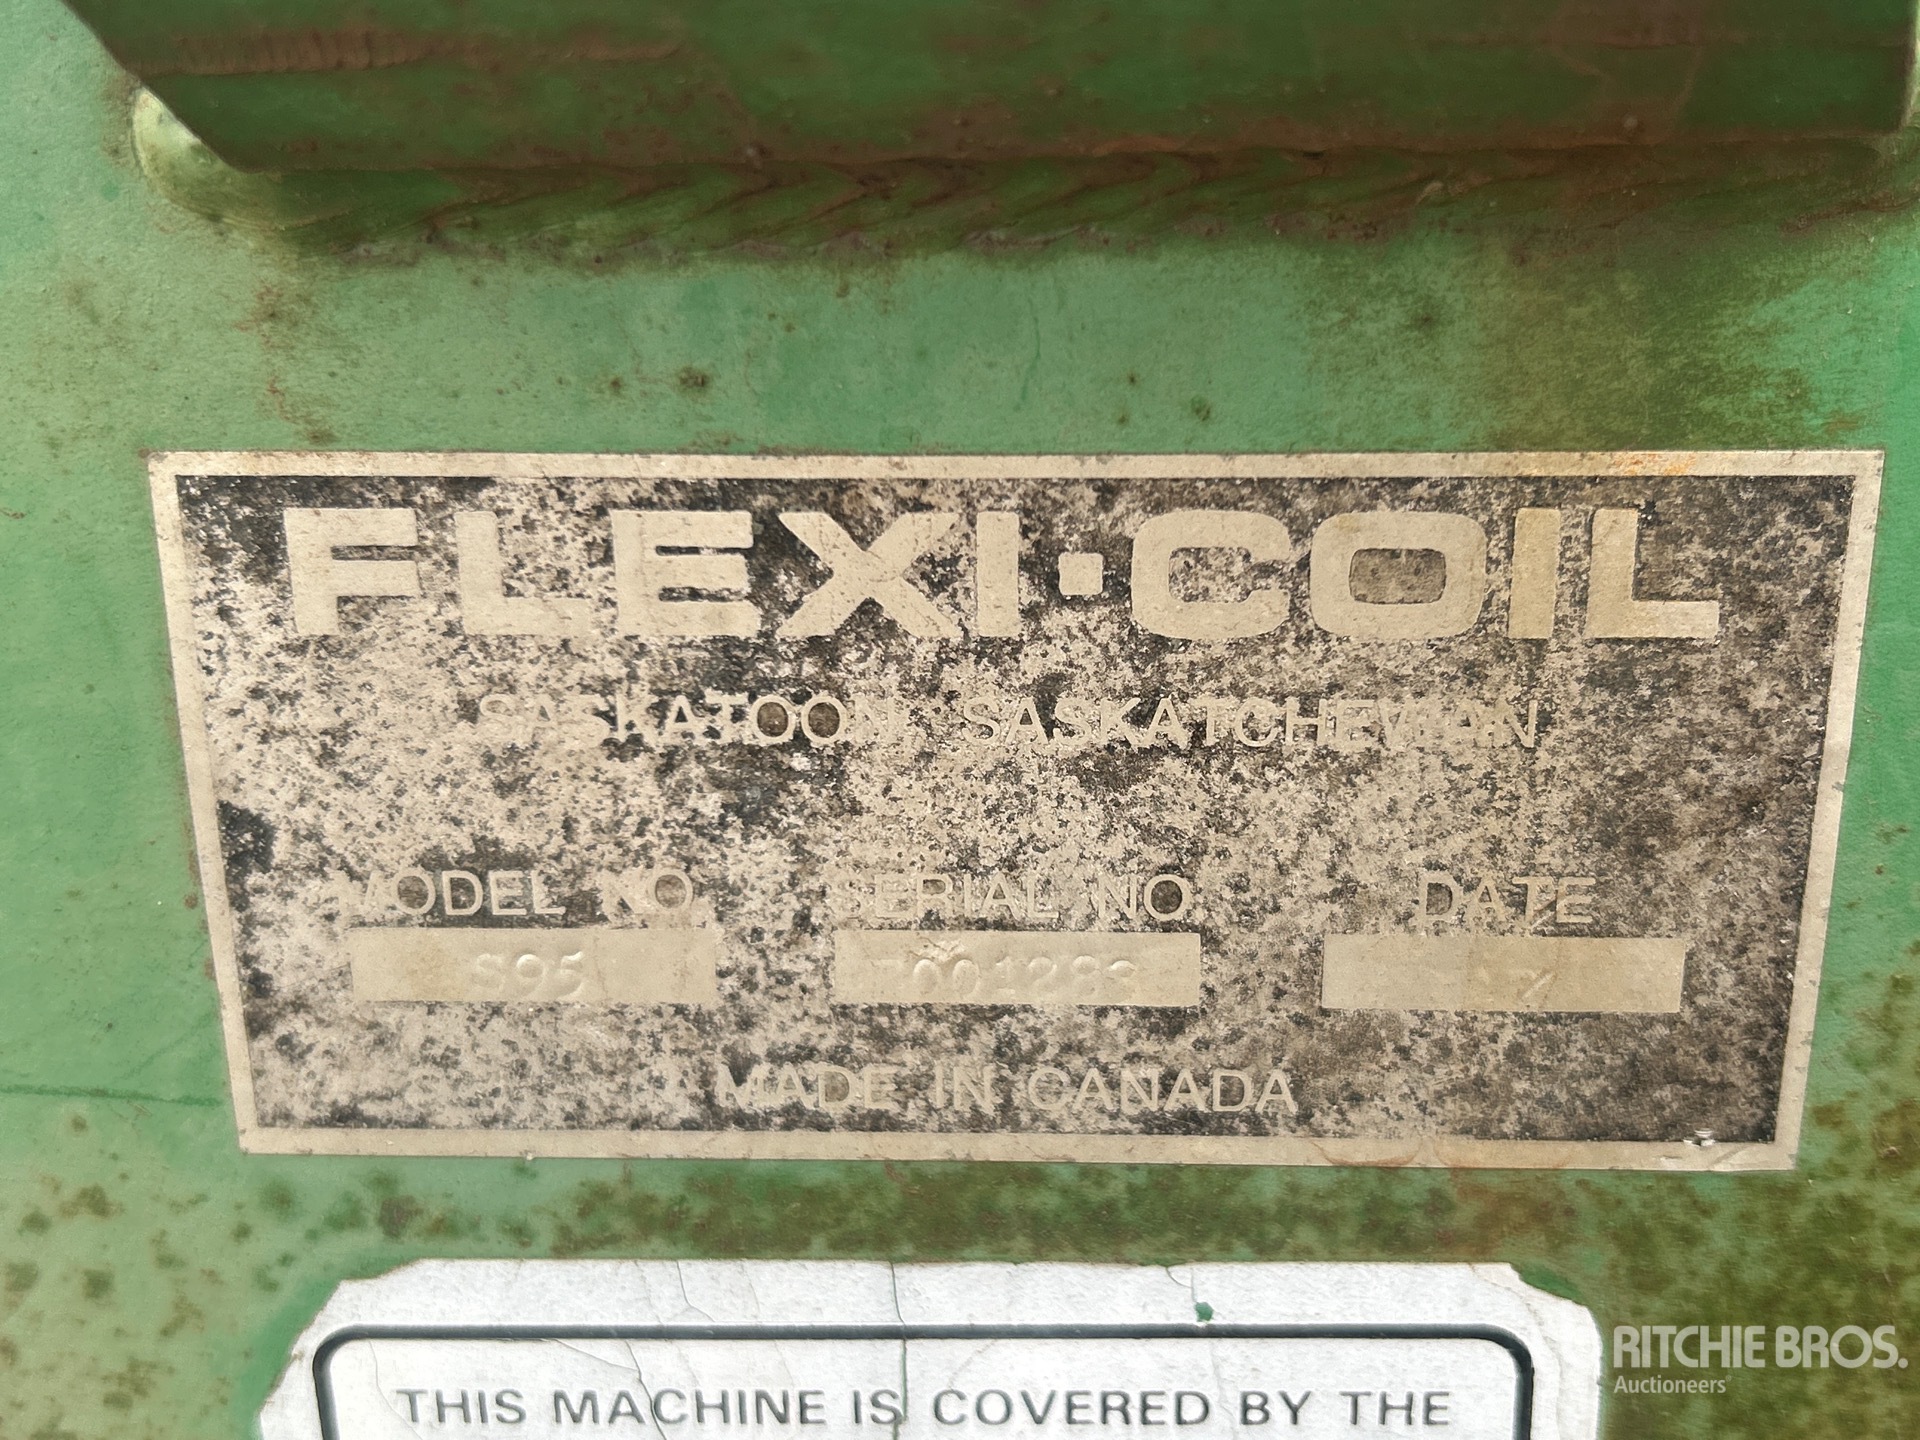 FLEXI·COIL
SASKATOON, SASKATCHEWAN
MODEL NO. SERIAL NO. DATE
S95
MADE IN CANADA
THIS MACHINE IS COVERED BY THE
RITCHIE BROS.
Auctioneers